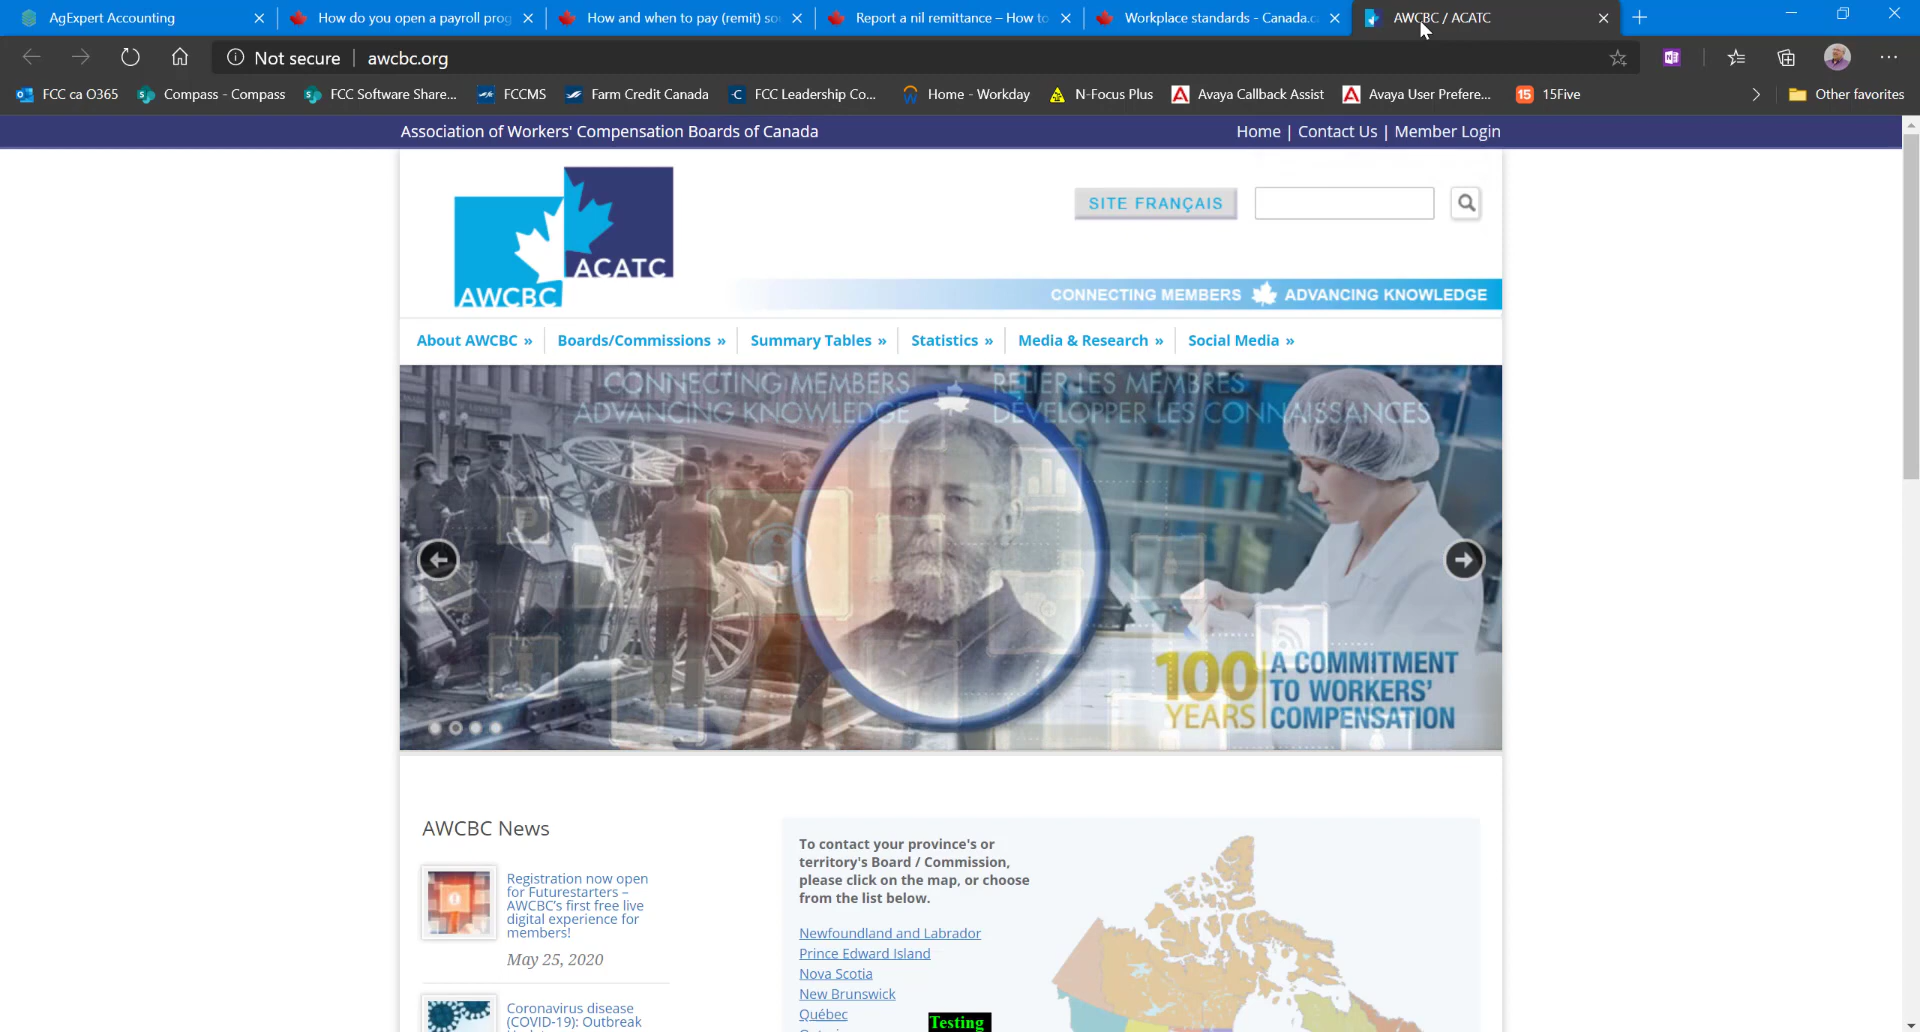 AgExpert Accounting
How do you open a payroll prog
How and when to pay (remit) so
Report a nil remittance – How to
Workplace standards - Canada.c
AWCBC / ACATC
Not secure
awcbc.org
FCC ca O365
Compass - Compass
FCC Software Share...
FCCMS
Farm Credit Canada
FCC Leadership Co...
Home - Workday
N-Focus Plus
Avaya Callback Assist
Avaya User Prefere...
15Five
Other favorites
Association of Workers' Compensation Boards of Canada
Home | Contact Us | Member Login
ACATC
AWCBC
SITE FRANÇAIS
CONNECTING MEMBERS ADVANCING KNOWLEDGE
About AWCBC »
Boards/Commissions »
Summary Tables »
Statistics »
Media & Research »
Social Media »
CONNECTING MEMBERS
ADVANCING KNOWLEDGE
RELIER LES MEMBRES
DÉVELOPPER LES CONNAISSANCES
100 YEARS
A COMMITMENT
TO WORKERS'
COMPENSATION
AWCBC News
Registration now open
for Futurestarters –
AWCBC's first free live
digital experience for
members!
May 25, 2020
Coronavirus disease
(COVID-19): Outbreak
To contact your province's or
territory's Board / Commission,
please click on the map, or choose
from the list below.
Newfoundland and Labrador
Prince Edward Island
Nova Scotia
New Brunswick
Québec
Testing